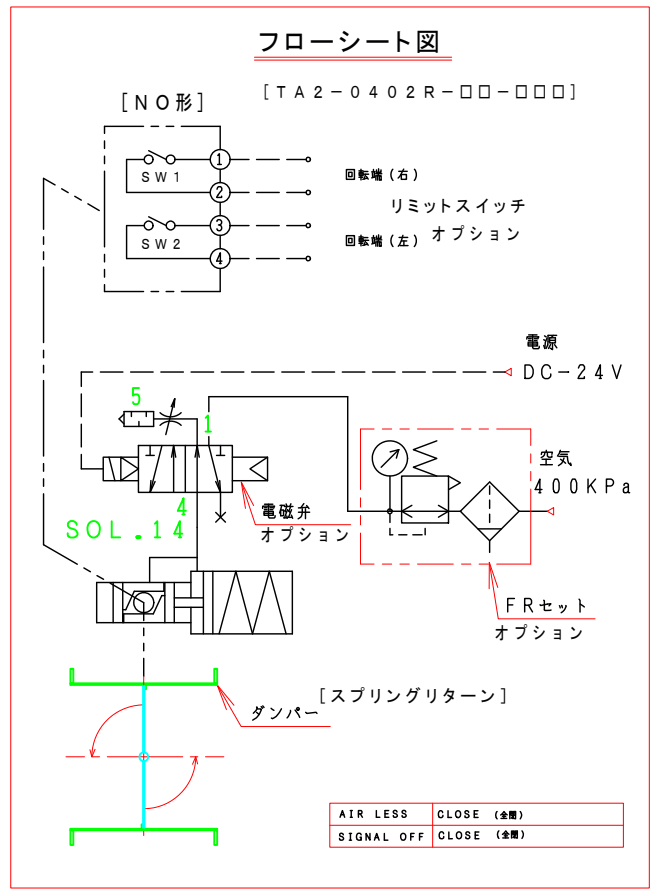 フローシート図
[TA2-0402R-□□-□□□]
[NO形]
SW1
1
2
SW2
3
4
回転端(右)
リミットスイッチ
オプション
回転端(左)
電源
DC-24V
5
1
4
SOL.14
電磁弁
オプション
空気
400KPa
FRセット
オプション
[スプリングリターン]
ダンパー
AIR LESS CLOSE (全閉)
SIGNAL OFF CLOSE (全閉)